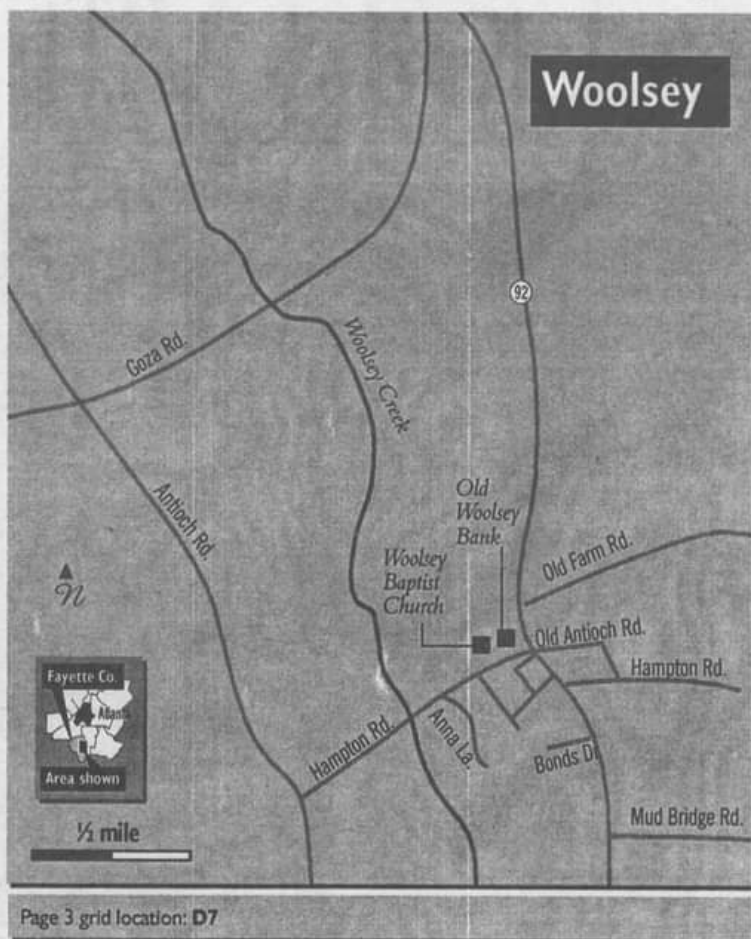 Woolsey
92
Goza Rd.
Woolsey Creek
Antioch Rd.
Old
Woolsey
Bank
Old Farm Rd.
Woolsey
Baptist
Church
N
Old Antioch Rd.
Hampton Rd.
Fayette Co.
Atlanta
Area shown
Hampton Rd.
Anna La.
Bonds Dr.
Mud Bridge Rd.
½ mile
Page 3 grid location: D7